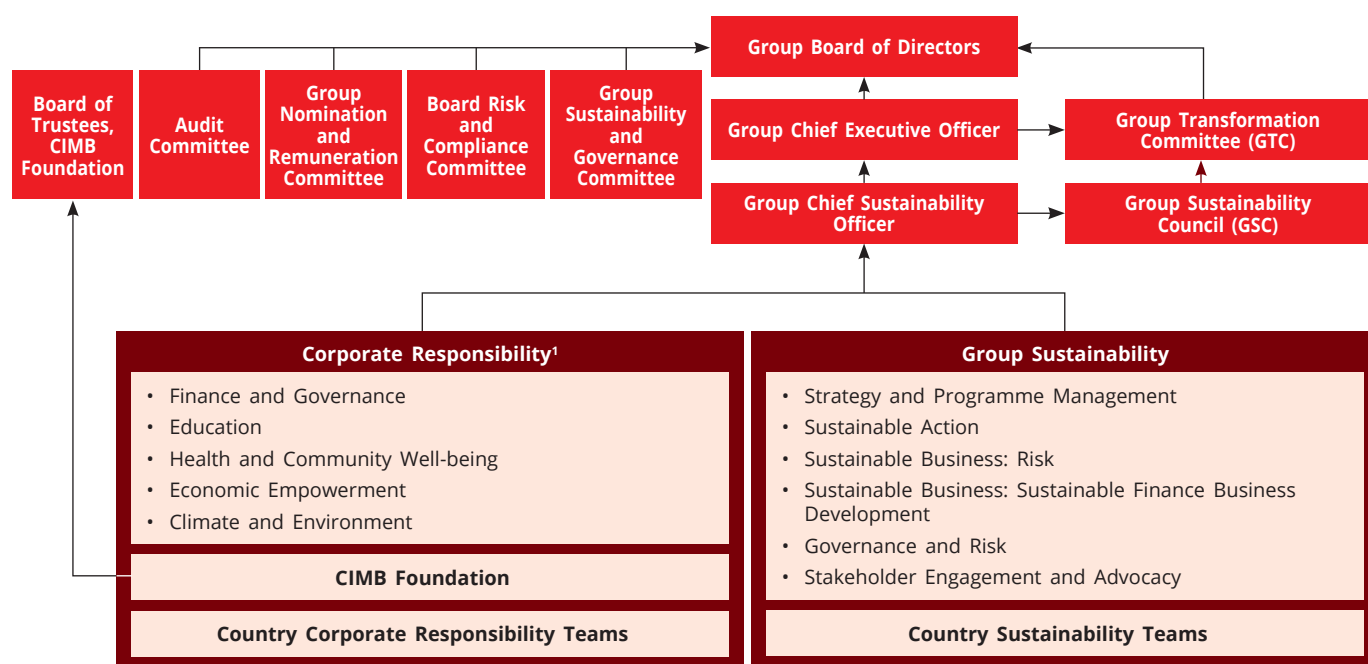 Group Board of Directors
Board of
Trustees,
CIMB
Foundation
Audit
Committee
Group
Nomination
and
Remuneration
Committee
Board Risk
and
Compliance
Committee
Group
Sustainability
and
Governance
Committee
Group Chief Executive Officer
Group Transformation
Committee (GTC)
Group Chief Sustainability
Officer
Group Sustainability
Council (GSC)
Corporate Responsibility¹
• Finance and Governance
• Education
• Health and Community Well-being
• Economic Empowerment
• Climate and Environment
CIMB Foundation
Country Corporate Responsibility Teams
Group Sustainability
• Strategy and Programme Management
• Sustainable Action
• Sustainable Business: Risk
• Sustainable Business: Sustainable Finance Business
Development
• Governance and Risk
• Stakeholder Engagement and Advocacy
Country Sustainability Teams